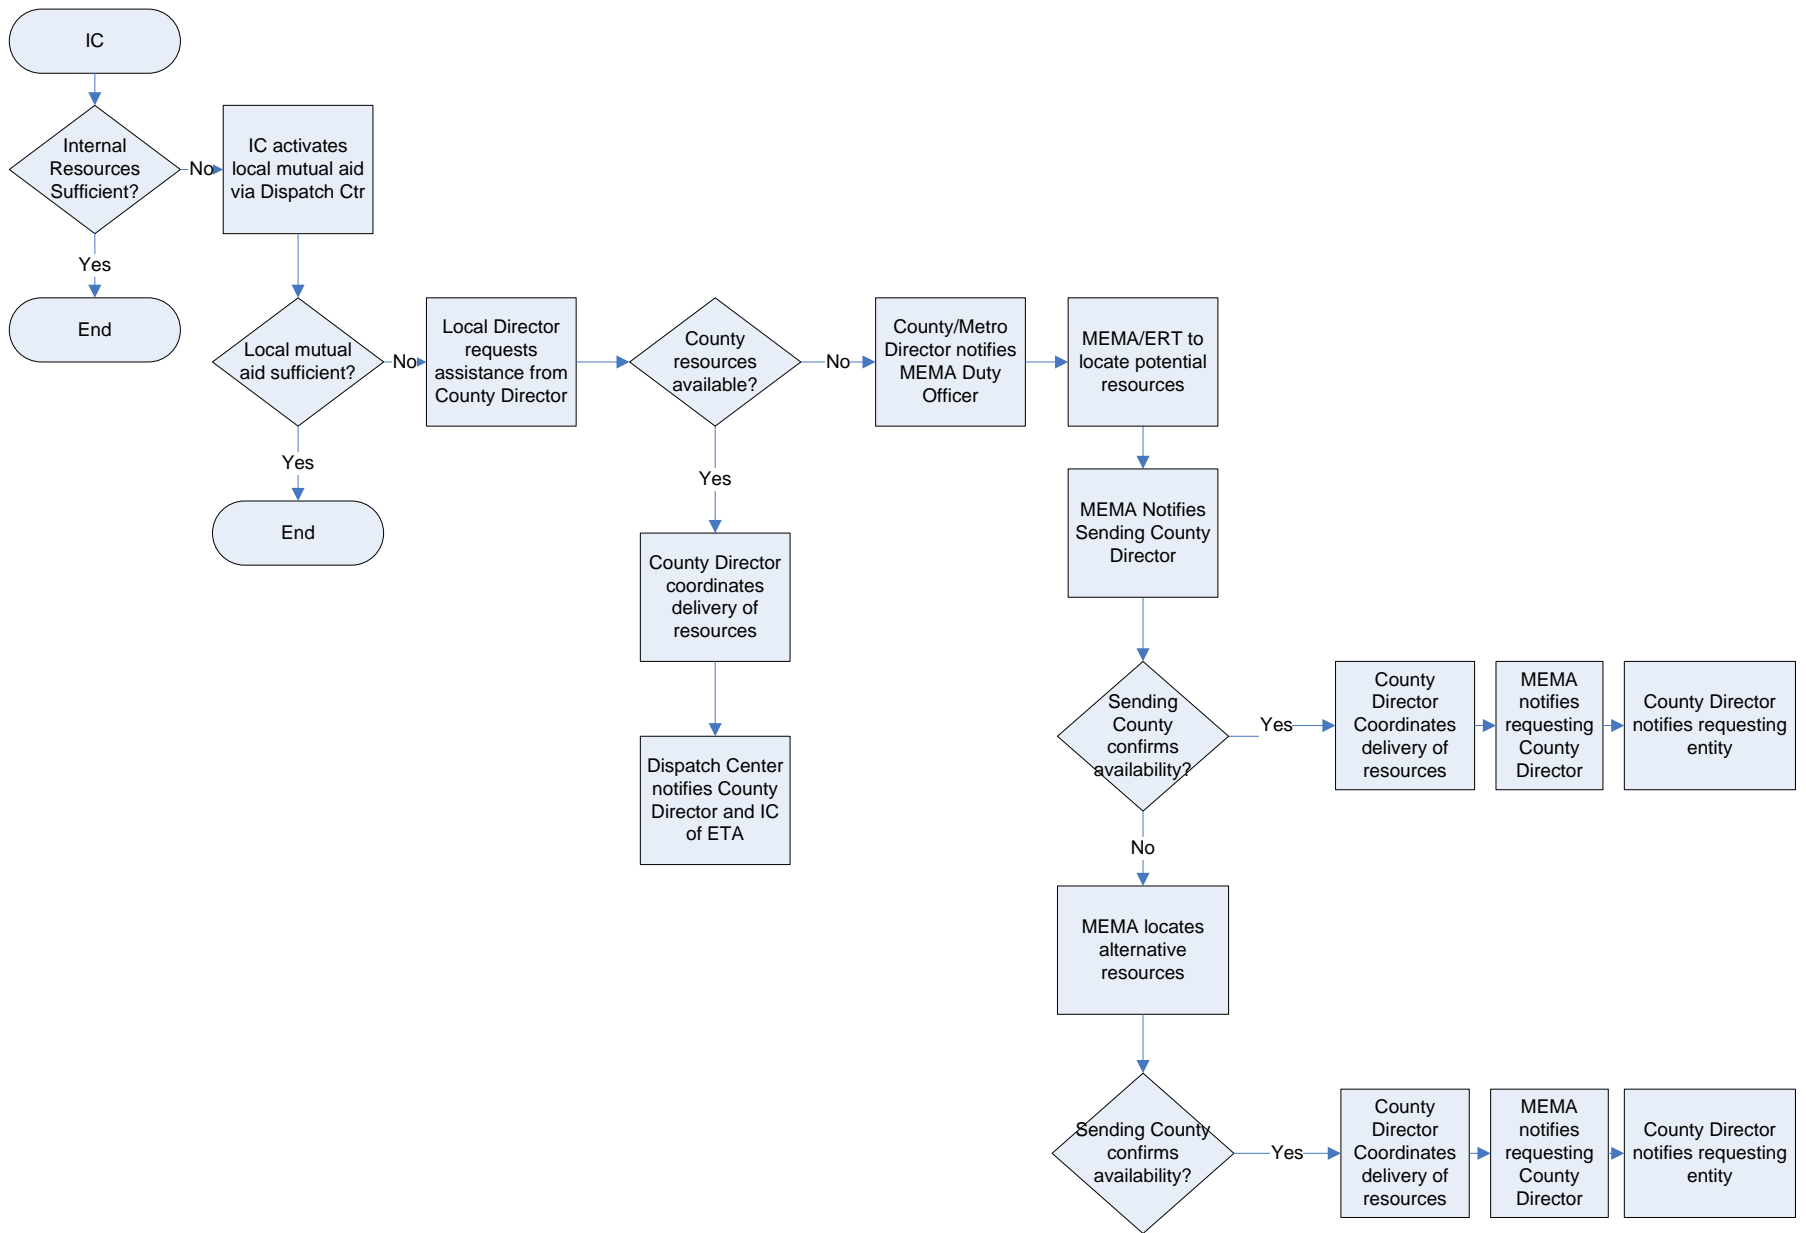 IC
Internal
Resources
Sufficient?
No
IC activates
local mutual aid
via Dispatch Ctr
Yes
End
Local mutual
aid sufficient?
No
Local Director
requests
assistance from
County Director
County
resources
available?
No
County/Metro
Director notifies
MEMA Duty
Officer
MEMA/ERT to
locate potential
resources
Yes
End
Yes
County Director
coordinates
delivery of
resources
Dispatch Center
notifies County
Director and IC
of ETA
MEMA Notifies
Sending County
Director
Sending
County
confirms
availability?
Yes
County
Director
Coordinates
delivery of
resources
MEMA
notifies
requesting
County
Director
County Director
notifies requesting
entity
No
MEMA locates
alternative
resources
Sending County
confirms
availability?
Yes
County
Director
Coordinates
delivery of
resources
MEMA
notifies
requesting
County
Director
County Director
notifies requesting
entity